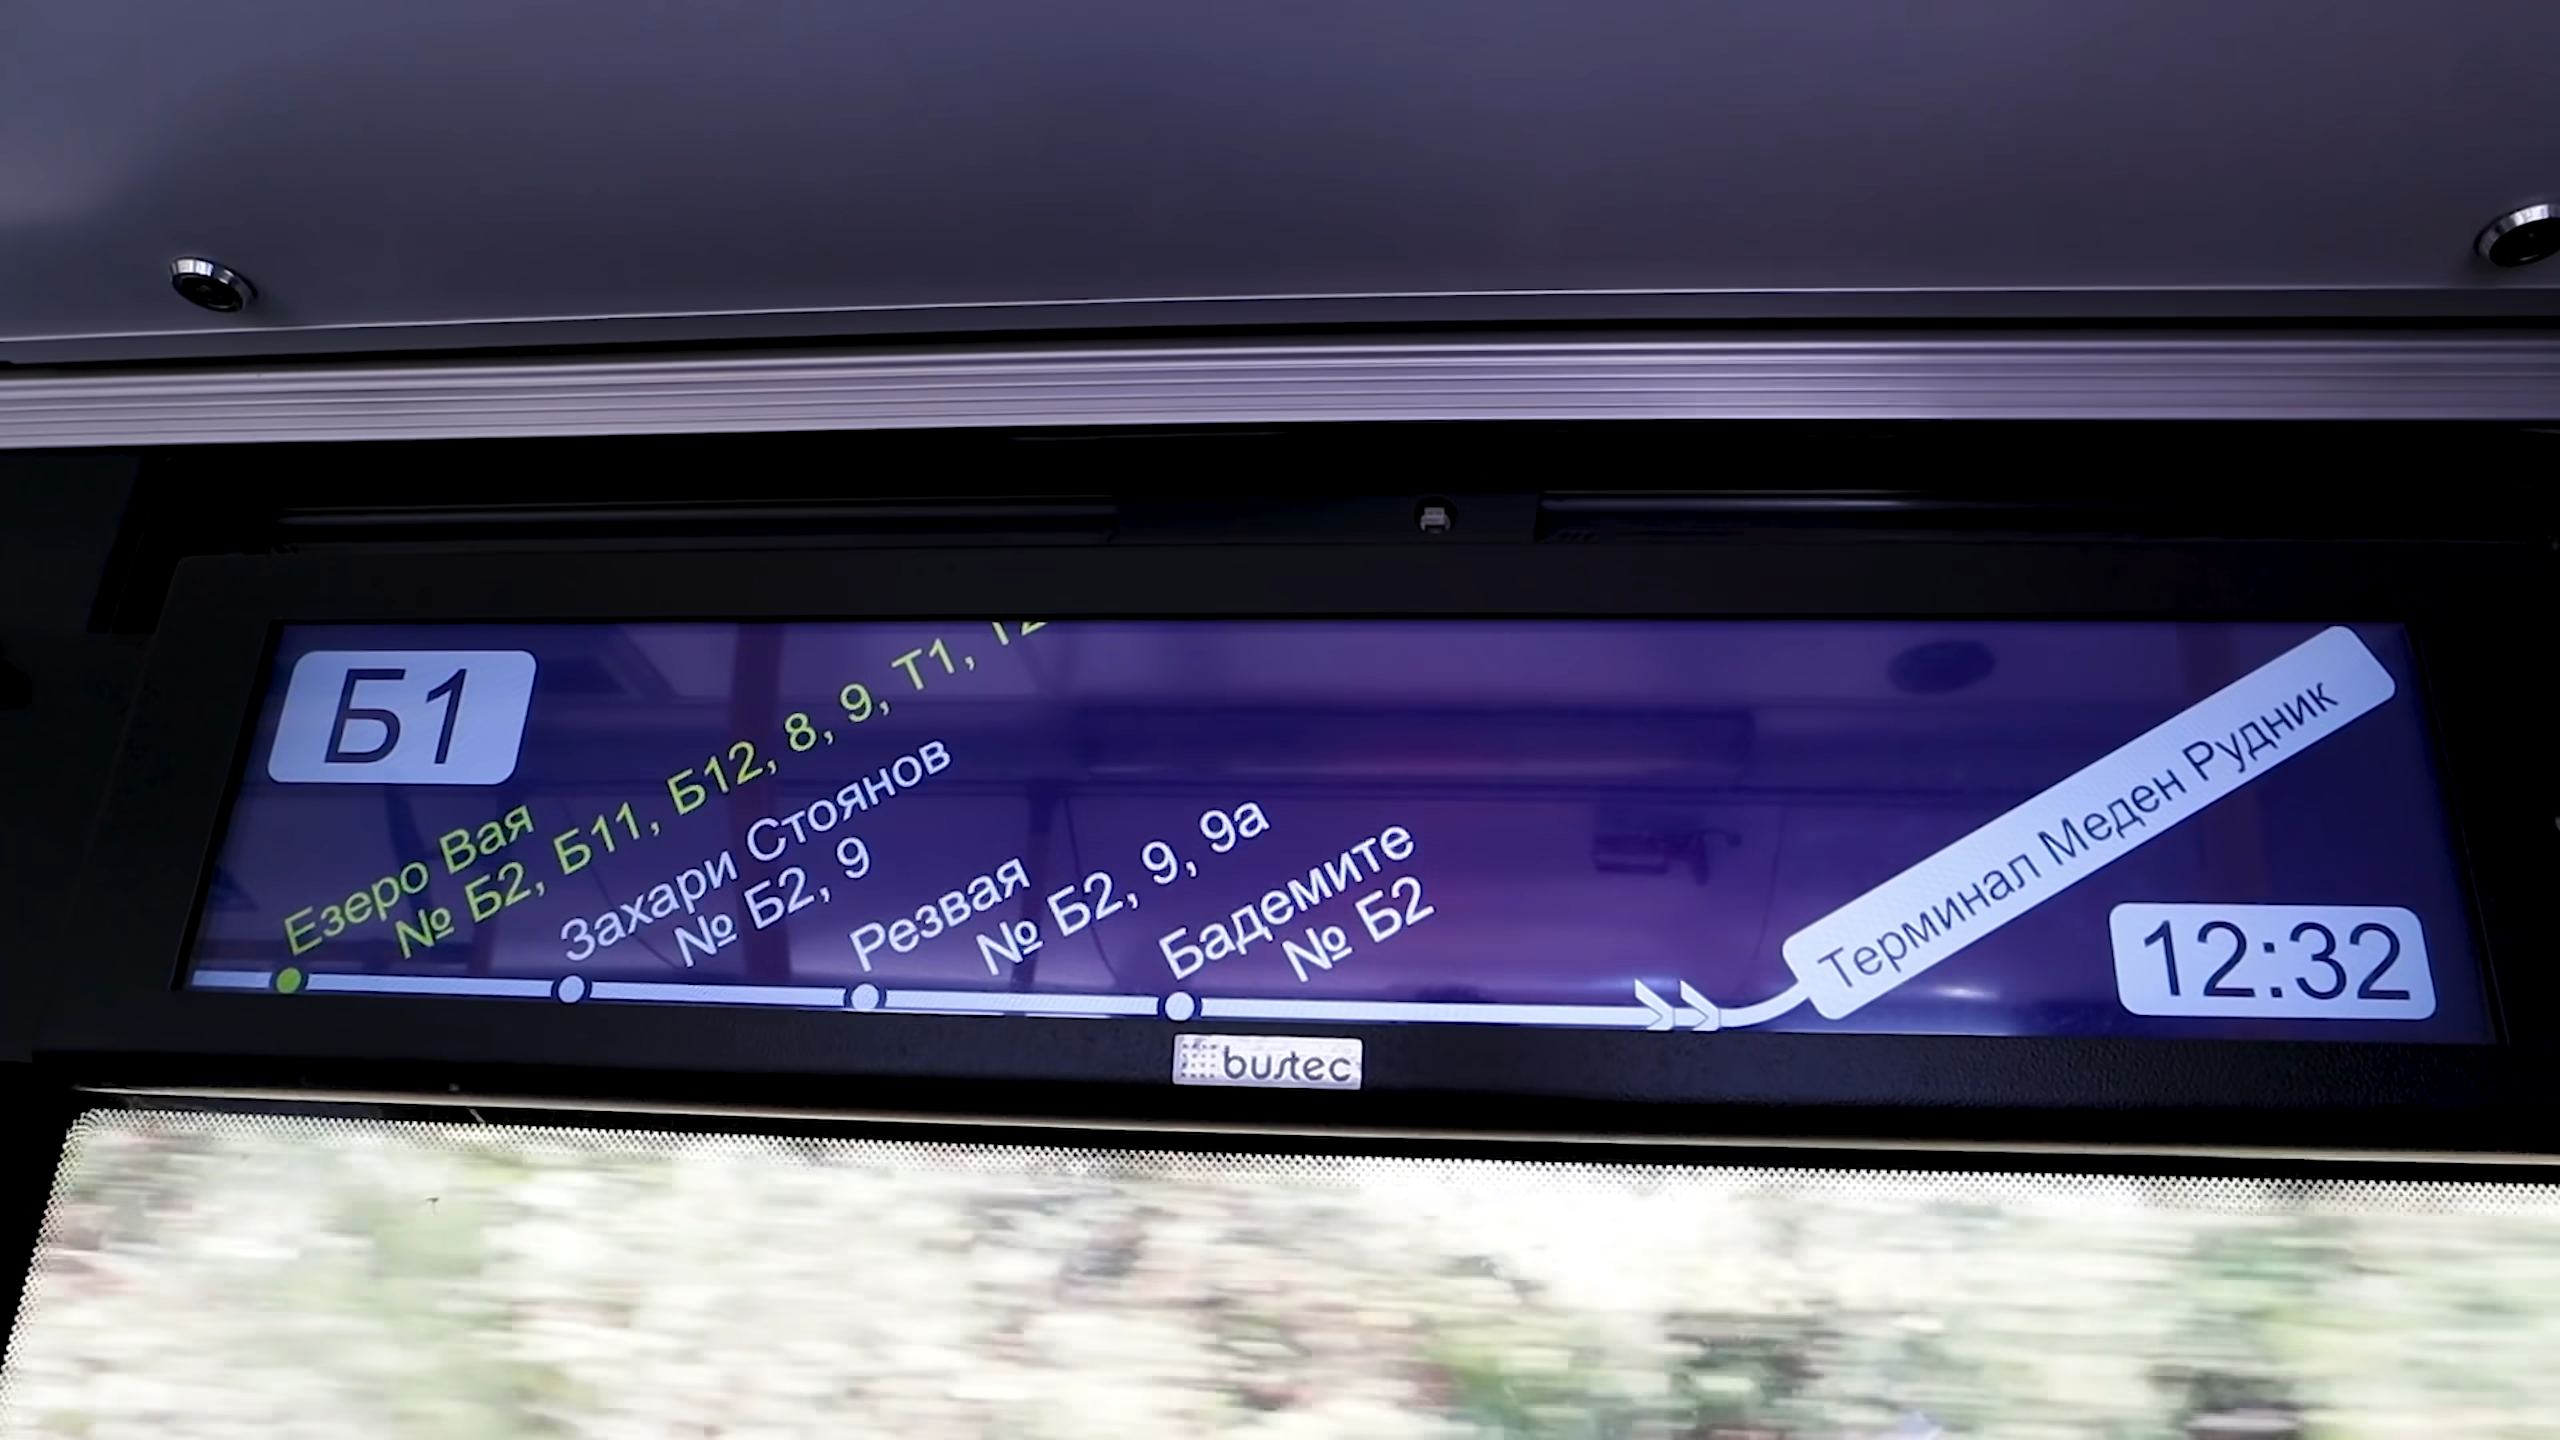 Б1
Езеро Вая
№ Б2, Б11, Б12, 8, 9, Т1,
Захари Стоянов
№ Б2, 9
Резвая
№ Б2, 9, 9а
Бадемите
№ Б2
Терминал Меден Рудник
12:32
bustec